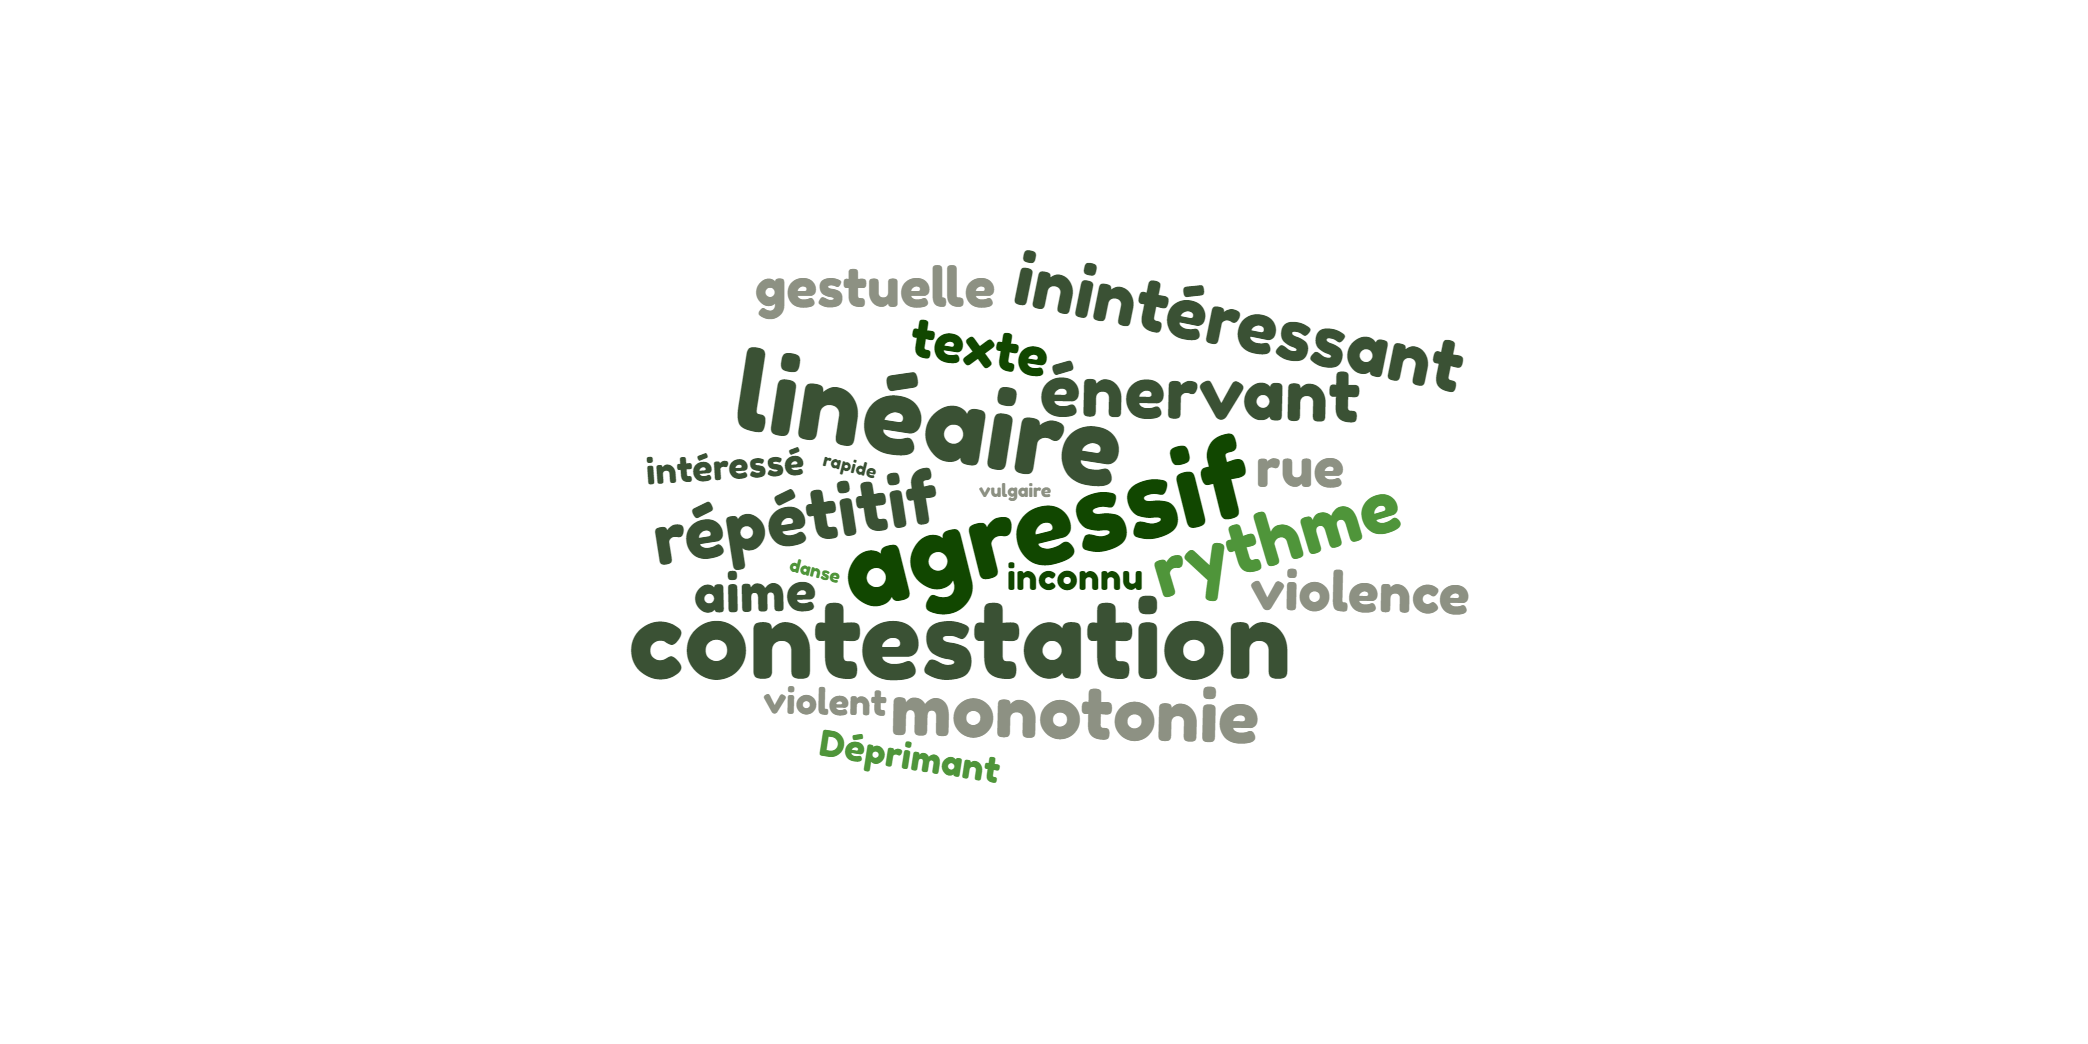 gestuelle
inintéressant
texte
énervant
linéaire
intéressé
rapide
rue
vulgaire
répétitif
agressif
rythme
danse
inconnu
aime
violence
contestation
violent
monotonie
Déprimant